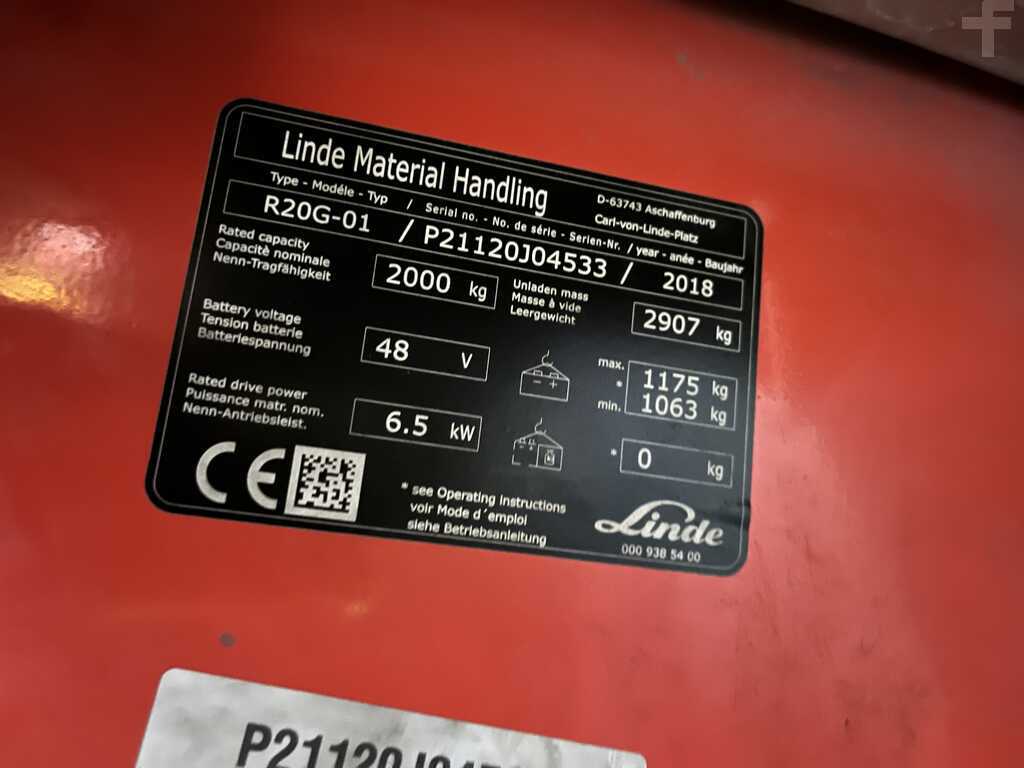 Linde Material Handling
D-63743 Aschaffenburg
Carl-von-Linde-Platz
Type - Modéle - Typ / Serial no. - No. de série - Serien-Nr. / year - anée - Baujahr
R20G-01 / P21120J04533 / 2018
Rated capacity
Capacitè nominale
Nenn-Tragfähigkeit
2000 kg
Unladen mass
Masse à vide
Leergewicht
2907 kg
Battery voltage
Tension batterie
Batteriespannung
48 V
max. 1175 kg
*
min. 1063 kg
Rated drive power
Puissance matr. nom.
Nenn-Antriebsleist.
6.5 kW
* 0 kg
CE
* see Operating Instructions
voir Mode d´emploi
siehe Betriebsanleitung
Linde
000 938 54 00
f